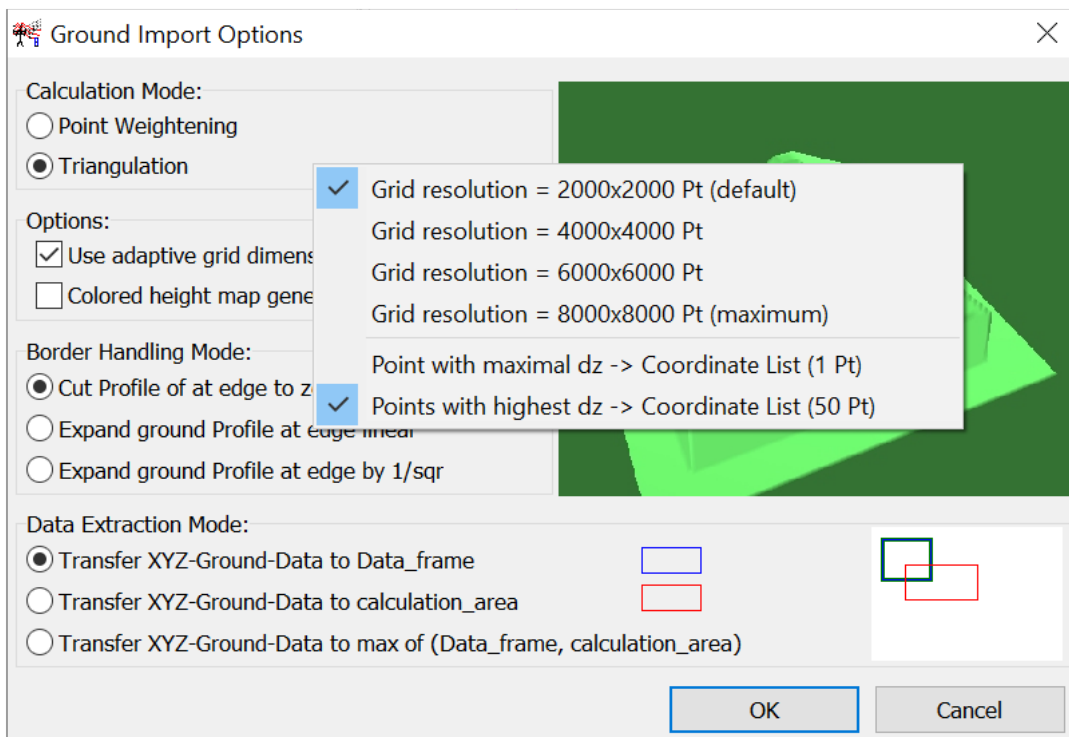 Ground Import Options
Calculation Mode:
Point Weightening
Triangulation
Grid resolution = 2000x2000 Pt (default)
Grid resolution = 4000x4000 Pt
Grid resolution = 6000x6000 Pt
Grid resolution = 8000x8000 Pt (maximum)
Point with maximal dz -> Coordinate List (1 Pt)
Points with highest dz -> Coordinate List (50 Pt)
Options:
Use adaptive grid dimens
Colored height map gene
Border Handling Mode:
Cut Profile of at edge to z
Expand ground Profile at edge linear
Expand ground Profile at edge by 1/sqr
Data Extraction Mode:
Transfer XYZ-Ground-Data to Data_frame
Transfer XYZ-Ground-Data to calculation_area
Transfer XYZ-Ground-Data to max of (Data_frame, calculation_area)
OK
Cancel